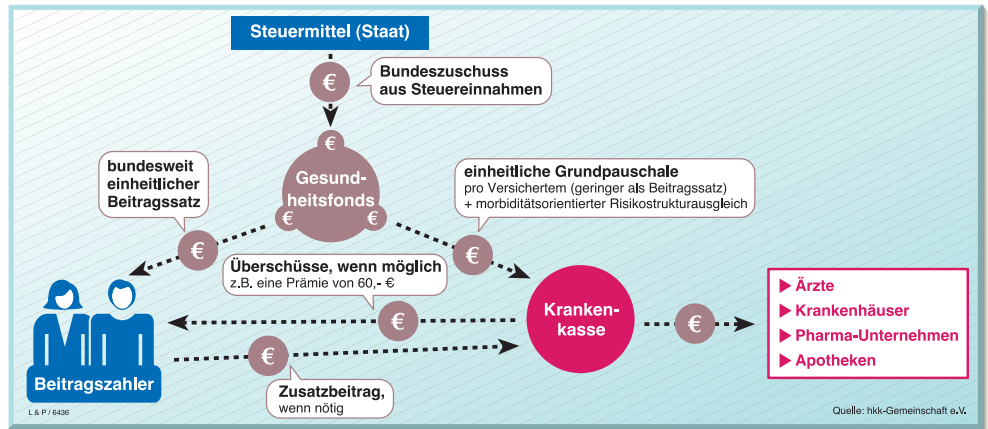 Steuermittel (Staat)
€
Bundeszuschuss
aus Steuereinnahmen
€
bundesweit
einheitlicher
Beitragssatz
Gesund-
heitsfonds
€
€
einheitliche Grundpauschale
pro Versichertem (geringer als Beitragssatz)
+ morbiditätsorientierter Risikostrukturausgleich
€
€
Überschüsse, wenn möglich
z.B. eine Prämie von 60,- €
€
Kranken-
kasse
€
Ärzte
Krankenhäuser
Pharma-Unternehmen
Apotheken
€
Beitragszahler
Zusatzbeitrag,
wenn nötig
L & P / 6436
Quelle: hkk-Gemeinschaft e.V.